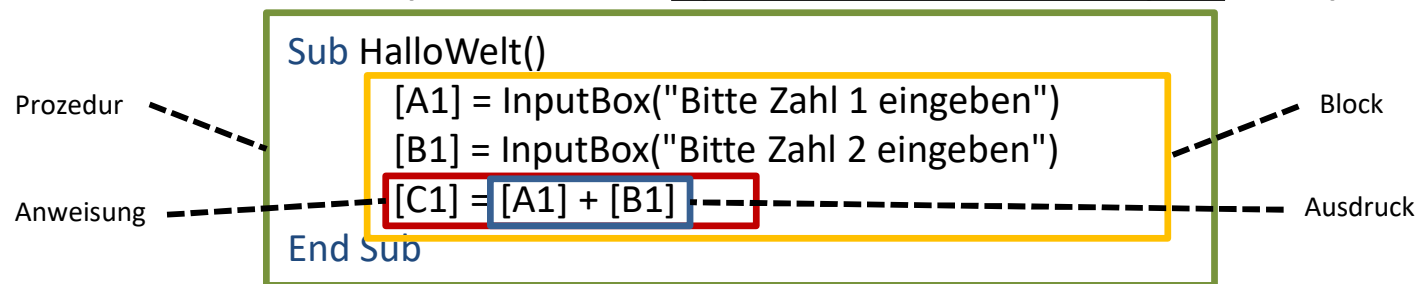 Sub HalloWelt()
Prozedur
[A1] = InputBox("Bitte Zahl 1 eingeben")
Block
[B1] = InputBox("Bitte Zahl 2 eingeben")
Anweisung
[C1] = [A1] + [B1]
Ausdruck
End Sub